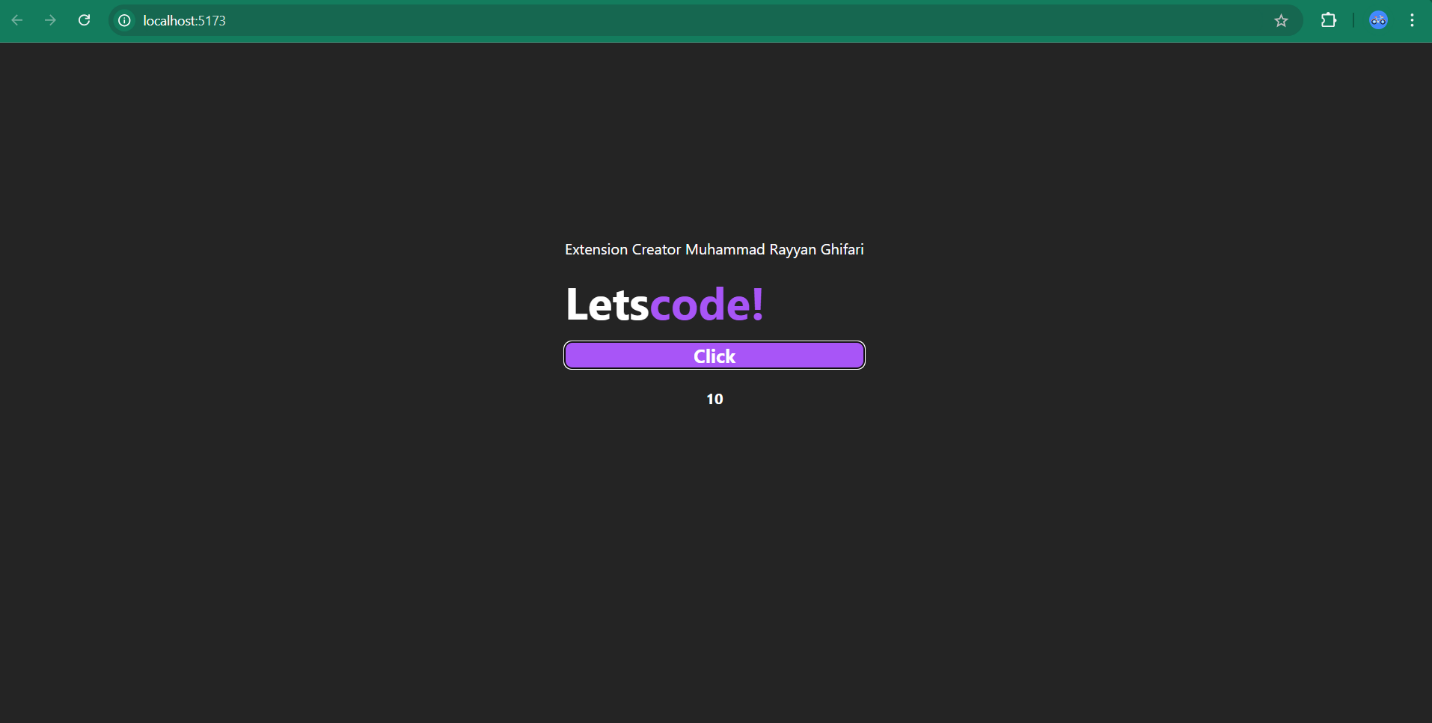 localhost:5173
Extension Creator Muhammad Rayyan Ghifari
Letscode!
Click
10